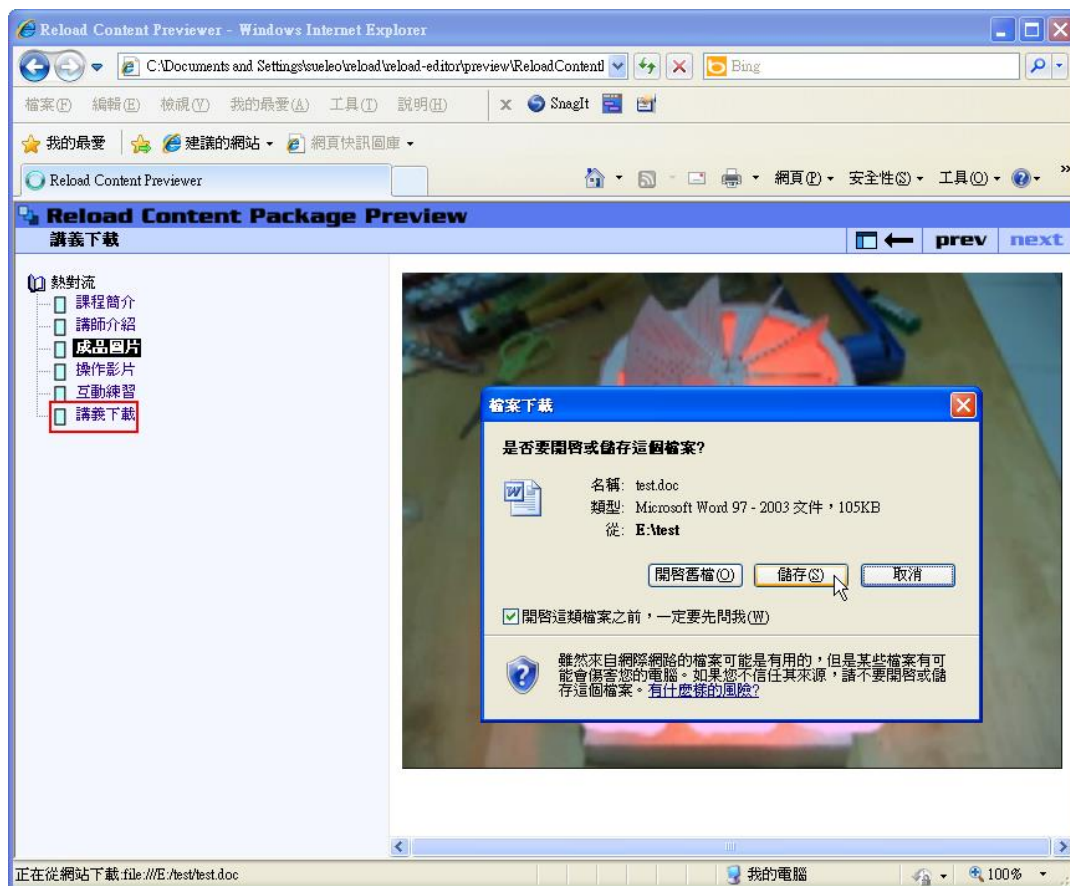 Reload Content Previewer - Windows Internet Explorer
C:\Documents and Settings\sueleo\reload\reload-editor\preview\ReloadContentl
Bing
檔案(F) 編輯(E) 檢視(V) 我的最愛(A) 工具(T) 說明(H) x SnagIt
我的最愛 建議的網站 網頁快訊圖庫
Reload Content Previewer 網頁(P) 安全性(S) 工具(O) »
Reload Content Package Preview
講義下載 prev next
熱對流
課程簡介
講師介紹
成品圖片
操作影片
互動練習
講義下載
檔案下載
是否要開啟或儲存這個檔案?
名稱: test.doc
類型: Microsoft Word 97 - 2003 文件，105KB
從: E:\test
開啟舊檔(O) 儲存(S) 取消
開啟這類檔案之前，一定要先問我(W)
雖然來自網際網路的檔案可能是有用的，但是某些檔案有可
能會傷害您的電腦。如果您不信任其來源，請不要開啟或儲
存這個檔案。有什麼樣的風險?
正在從網站下載:file:///E:/test/test.doc 我的電腦 100%